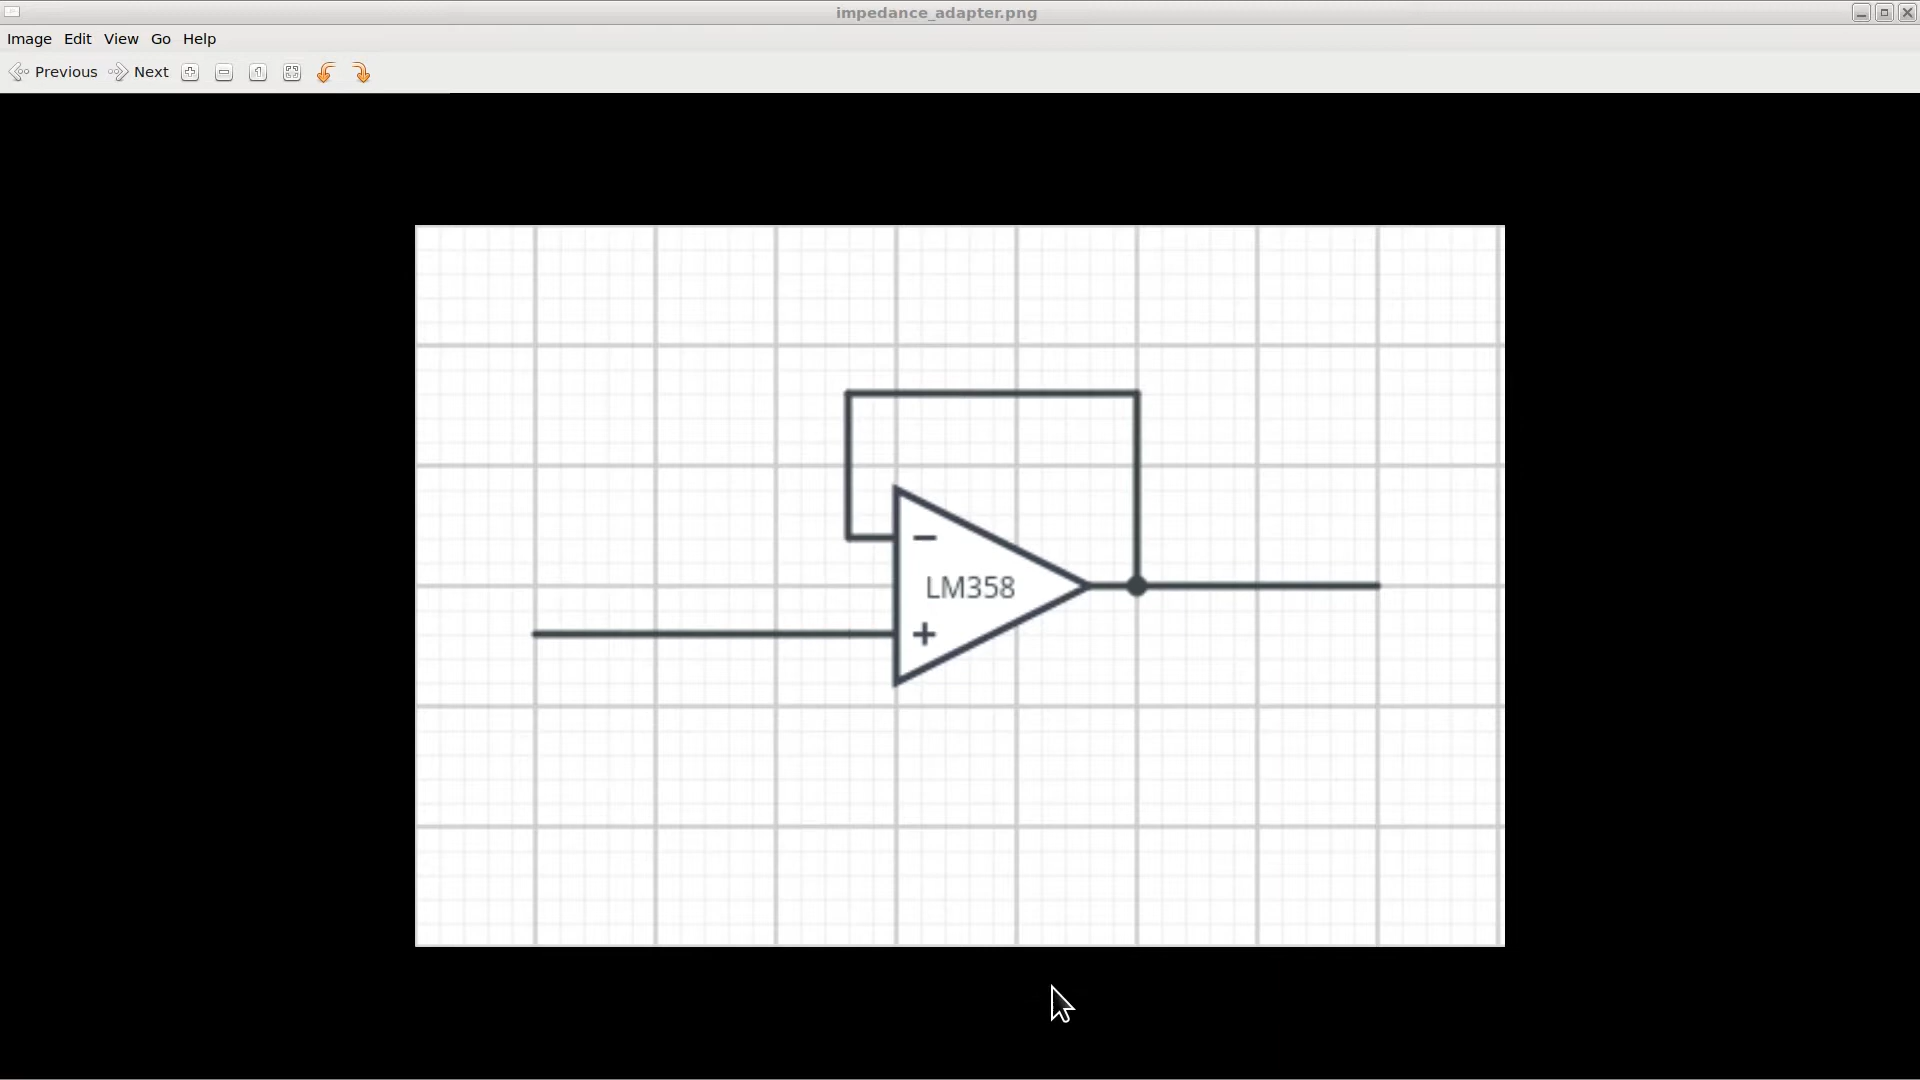 impedance_adapter.png
Image Edit View Go Help
Previous Next
−
LM358
+